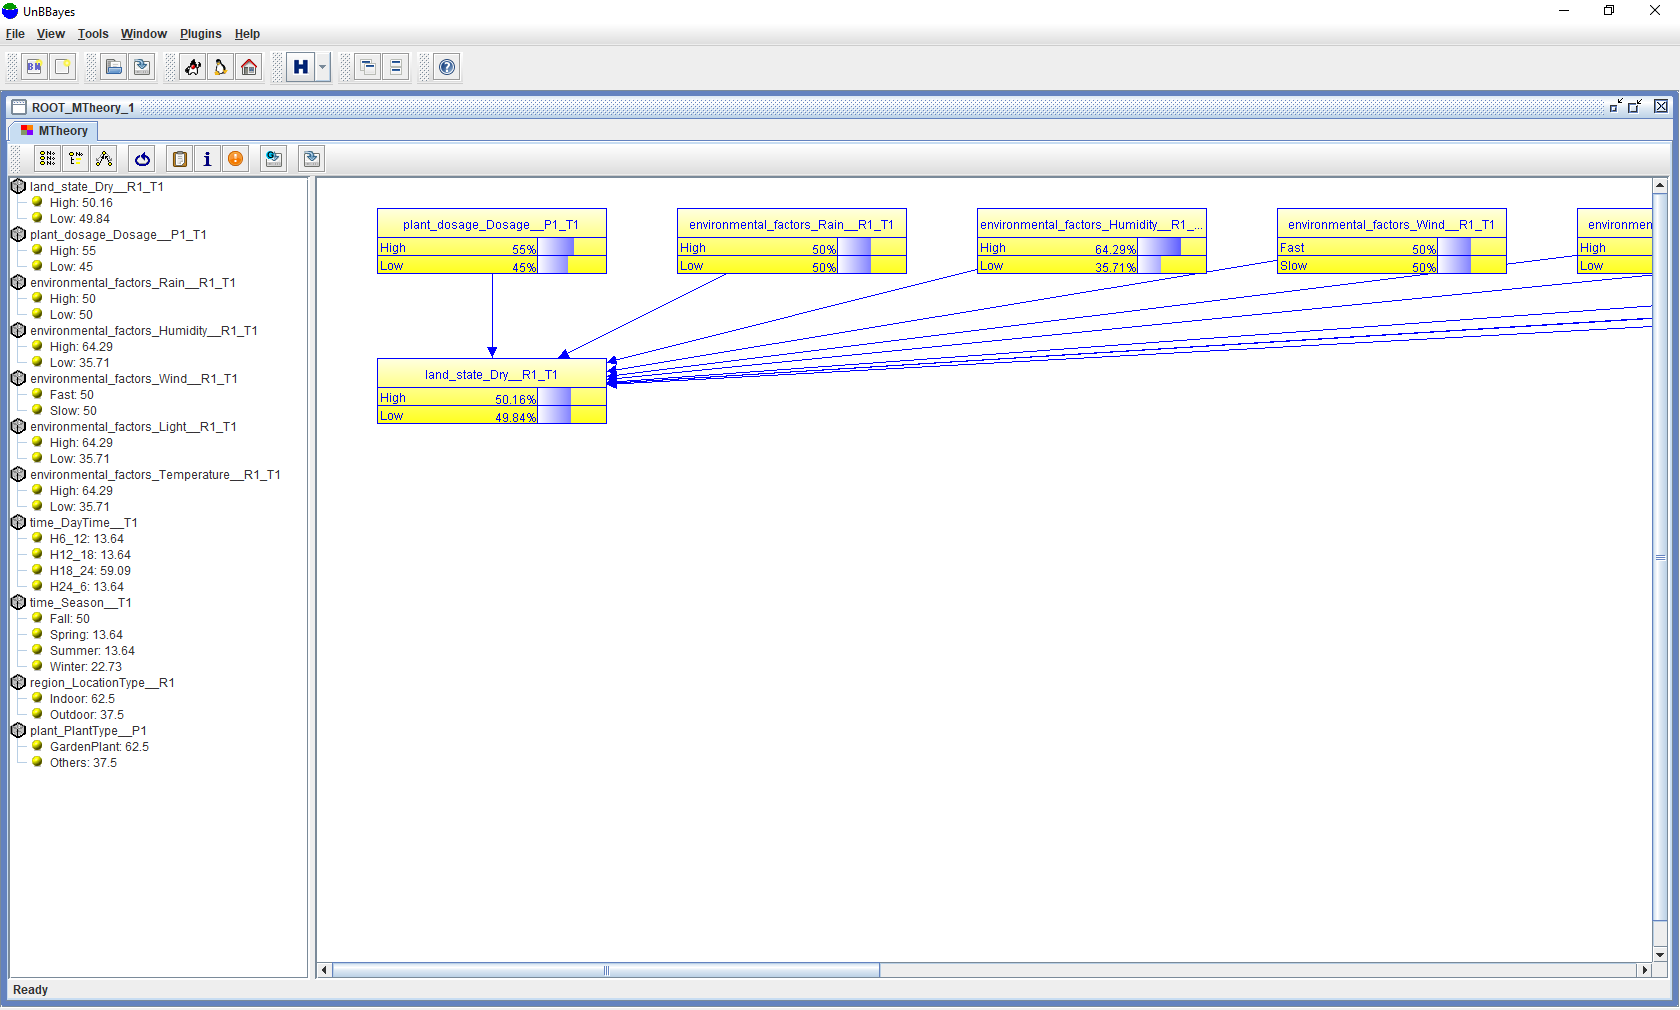 UnBBayes
File View Tools Window Plugins Help
BN
H
ROOT_MTheory_1
MTheory
land_state_Dry__R1_T1
High: 50.16
Low: 49.84
plant_dosage_Dosage__P1_T1
High: 55
Low: 45
environmental_factors_Rain__R1_T1
High: 50
Low: 50
environmental_factors_Humidity__R1_T1
High: 64.29
Low: 35.71
environmental_factors_Wind__R1_T1
Fast: 50
Slow: 50
environmental_factors_Light__R1_T1
High: 64.29
Low: 35.71
environmental_factors_Temperature__R1_T1
High: 64.29
Low: 35.71
time_DayTime__T1
H6_12: 13.64
H12_18: 13.64
H18_24: 59.09
H24_6: 13.64
time_Season__T1
Fall: 50
Spring: 13.64
Summer: 13.64
Winter: 22.73
region_LocationType__R1
Indoor: 62.5
Outdoor: 37.5
plant_PlantType__P1
GardenPlant: 62.5
Others: 37.5
plant_dosage_Dosage__P1_T1
High 55%
Low 45%
environmental_factors_Rain__R1_T1
High 50%
Low 50%
environmental_factors_Humidity__R1_...
High 64.29%
Low 35.71%
environmental_factors_Wind__R1_T1
Fast 50%
Slow 50%
environmen
High
Low
land_state_Dry__R1_T1
High 50.16%
Low 49.84%
Ready